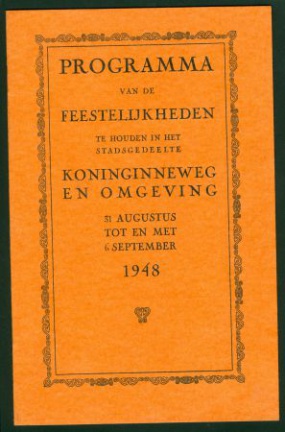 PROGRAMMA
VAN DE
FEESTELIJKHEDEN
TE HOUDEN IN HET
STADSGEDEELTE
KONINGINNEWEG
EN OMGEVING
31 AUGUSTUS
TOT EN MET
6 SEPTEMBER
1948